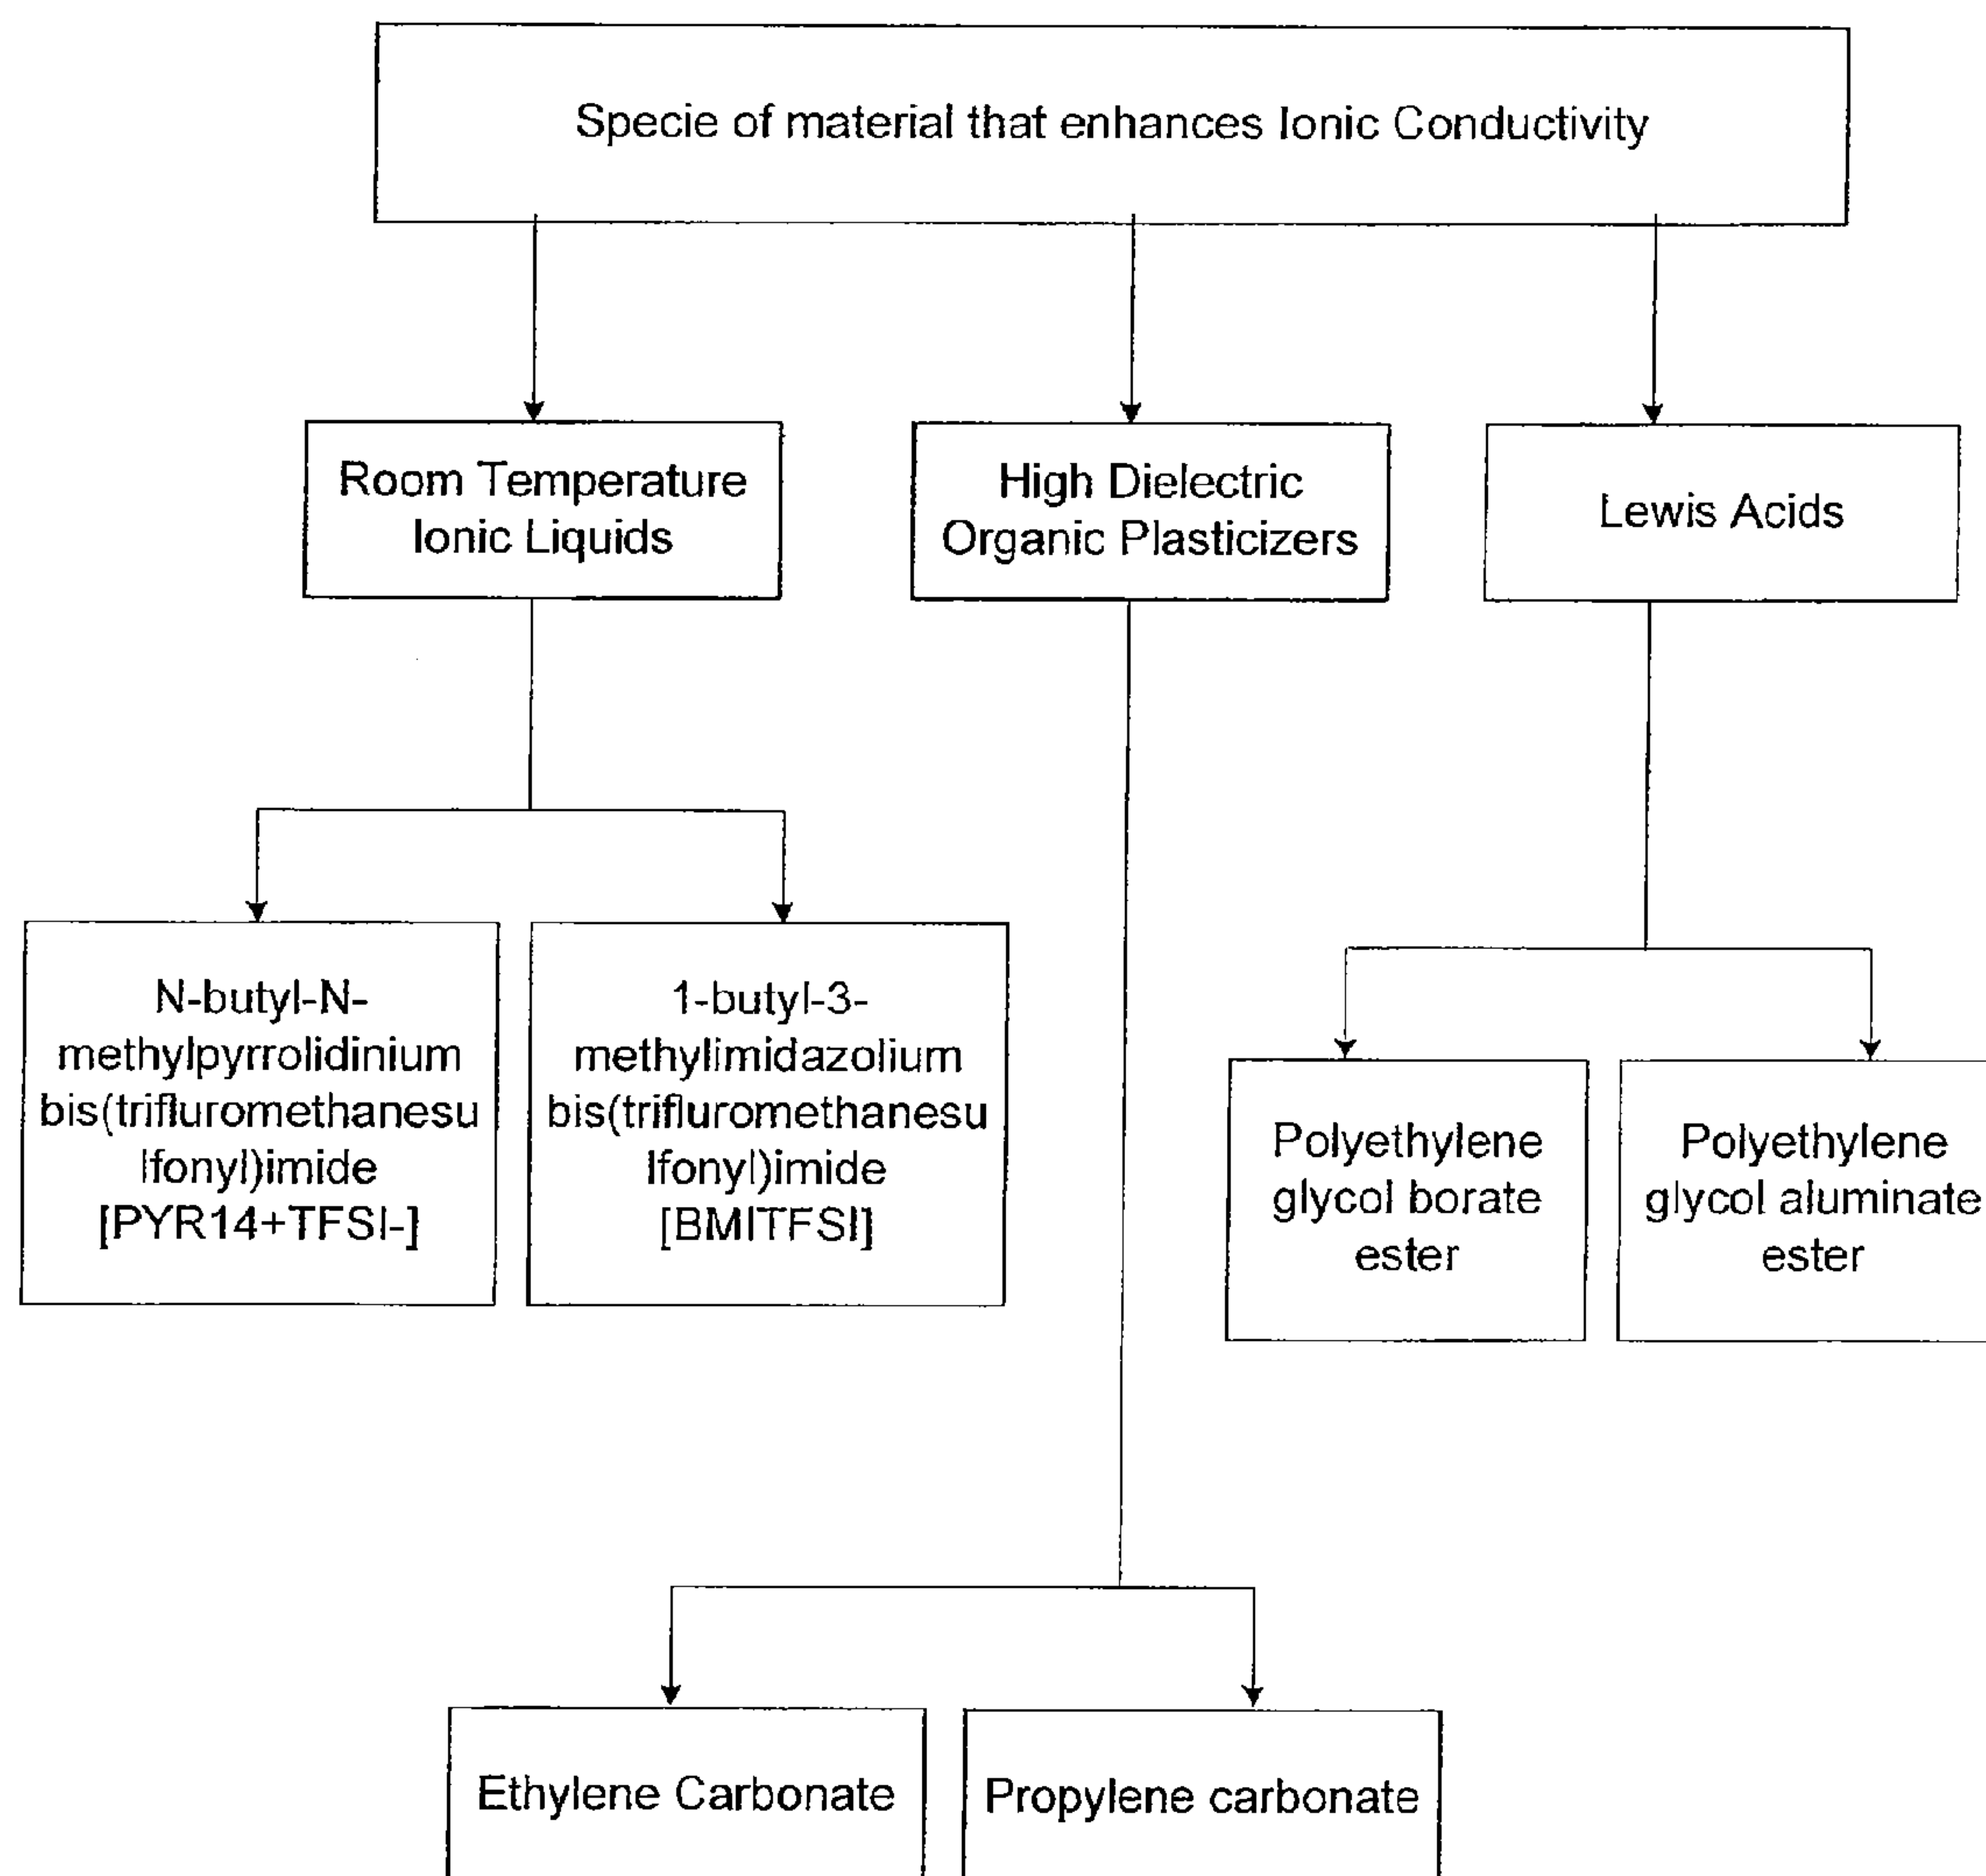 Specie of material that enhances Ionic Conductivity
Room Temperature
Ionic Liquids
High Dielectric
Organic Plasticizers
Lewis Acids
N-butyl-N-
methylpyrrolidinium
bis(trifluromethanesu
lfonyl)imide
[PYR14+TFSI-]
1-butyl-3-
methylimidazolium
bis(trifluromethanesu
lfonyl)imide
[BMITFSI]
Polyethylene
glycol borate
ester
Polyethylene
glycol aluminate
ester
Ethylene Carbonate
Propylene carbonate